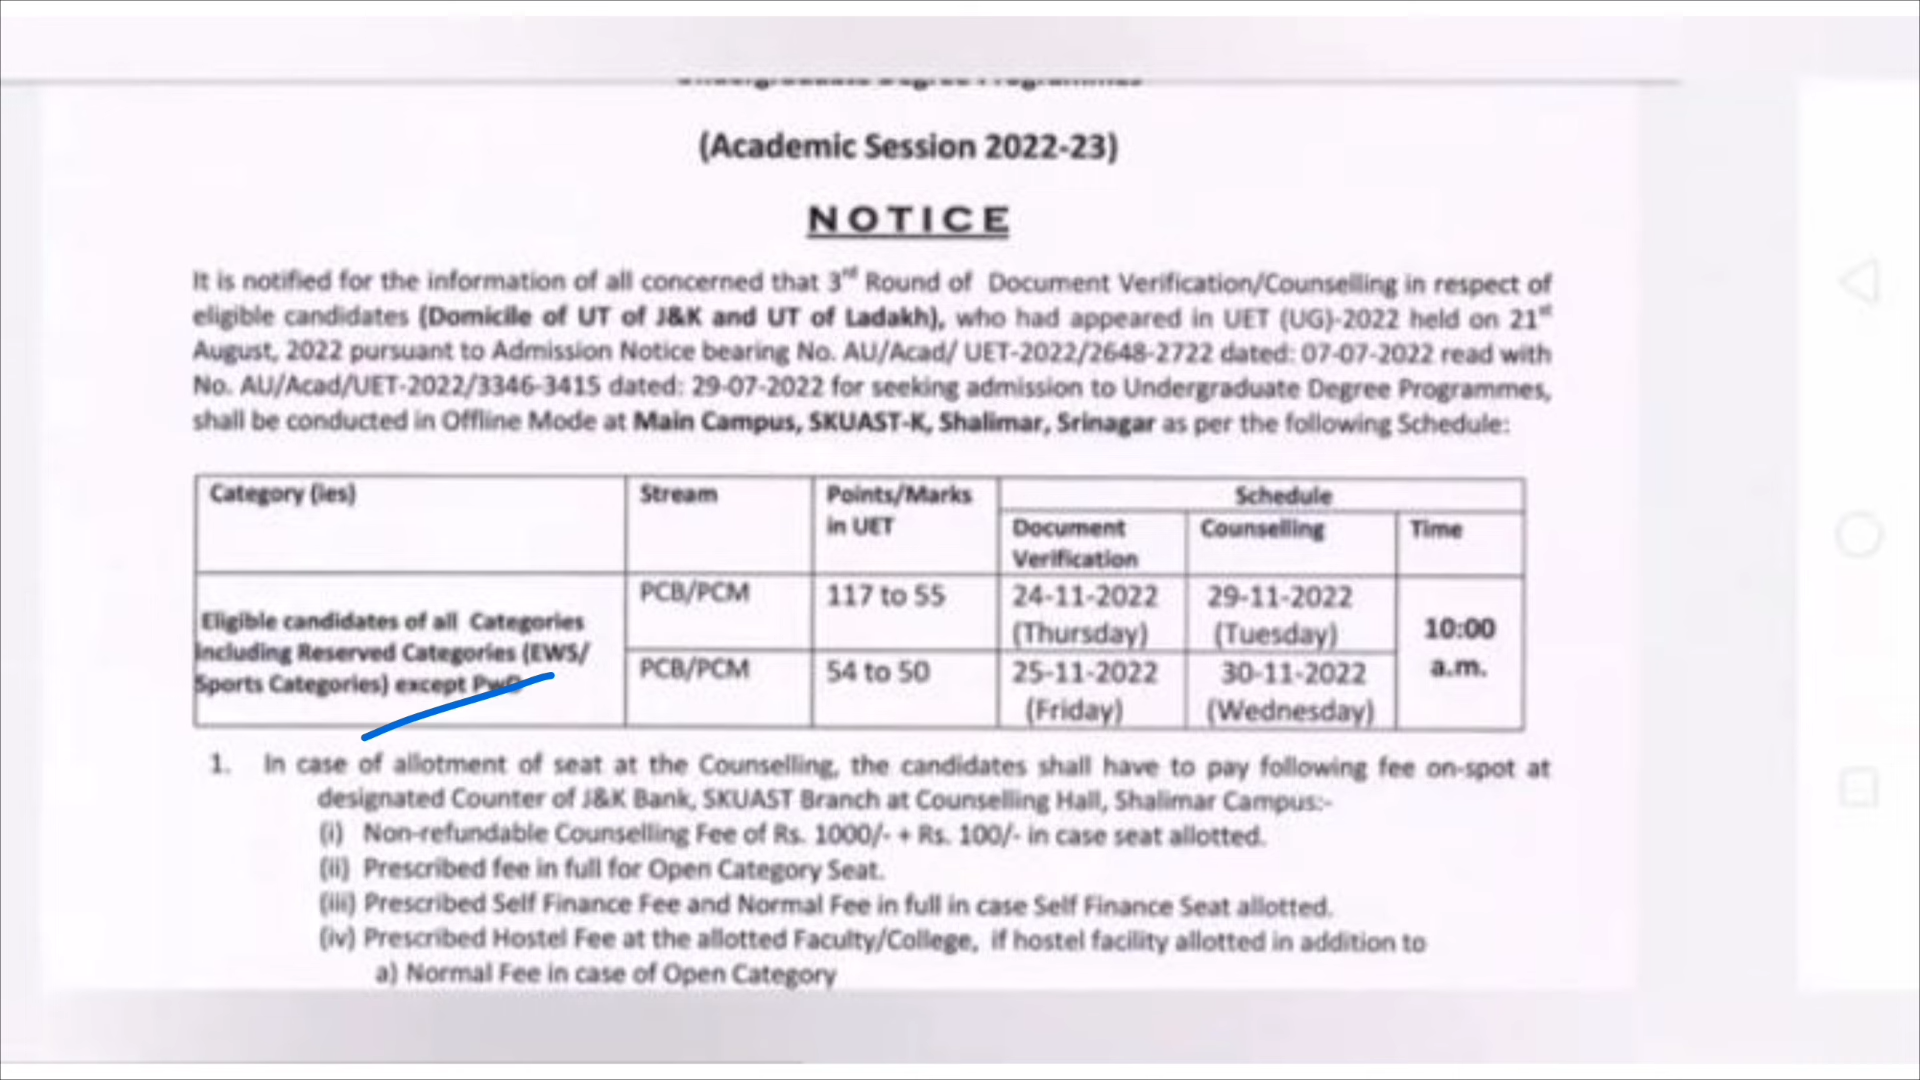 Undergraduate Degree Programmes
(Academic Session 2022-23)
NOTICE
It is notified for the information of all concerned that 3rd Round of Document Verification/Counselling in respect of
eligible candidates (Domicile of UT of J&K and UT of Ladakh), who had appeared in UET (UG)-2022 held on 21st
August, 2022 pursuant to Admission Notice bearing No. AU/Acad/ UET-2022/2648-2722 dated: 07-07-2022 read with
No. AU/Acad/UET-2022/3346-3415 dated: 29-07-2022 for seeking admission to Undergraduate Degree Programmes,
shall be conducted in Offline Mode at Main Campus, SKUAST-K, Shalimar, Srinagar as per the following Schedule:
Category (ies) Stream Points/Marks Schedule
in UET Document Counselling Time
Verification
PCB/PCM 117 to 55 24-11-2022 29-11-2022
Eligible candidates of all Categories (Thursday) (Tuesday) 10:00
including Reserved Categories (EWS/ PCB/PCM 54 to 50 25-11-2022 30-11-2022 a.m.
Sports Categories) except PwD (Friday) (Wednesday)
1. In case of allotment of seat at the Counselling, the candidates shall have to pay following fee on-spot at
designated Counter of J&K Bank, SKUAST Branch at Counselling Hall, Shalimar Campus:-
(i) Non-refundable Counselling Fee of Rs. 1000/- + Rs. 100/- in case seat allotted.
(ii) Prescribed fee in full for Open Category Seat.
(iii) Prescribed Self Finance Fee and Normal Fee in full in case Self Finance Seat allotted.
(iv) Prescribed Hostel Fee at the allotted Faculty/College, if hostel facility allotted in addition to
a) Normal Fee in case of Open Category